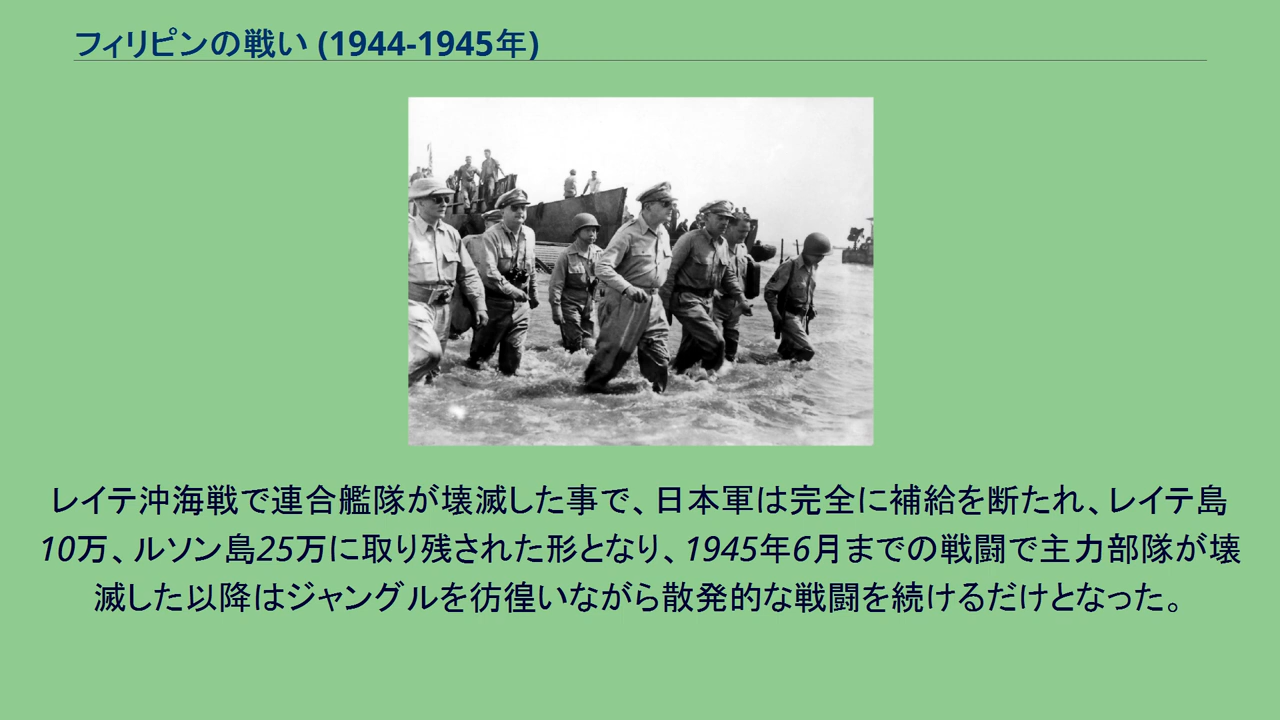 フィリピンの戦い (1944-1945年)
レイテ沖海戦で連合艦隊が壊滅した事で、日本軍は完全に補給を断たれ、レイテ島
10万、ルソン島25万に取り残された形となり、1945年6月までの戦闘で主力部隊が壊
滅した以降はジャングルを彷徨いながら散発的な戦闘を続けるだけとなった。